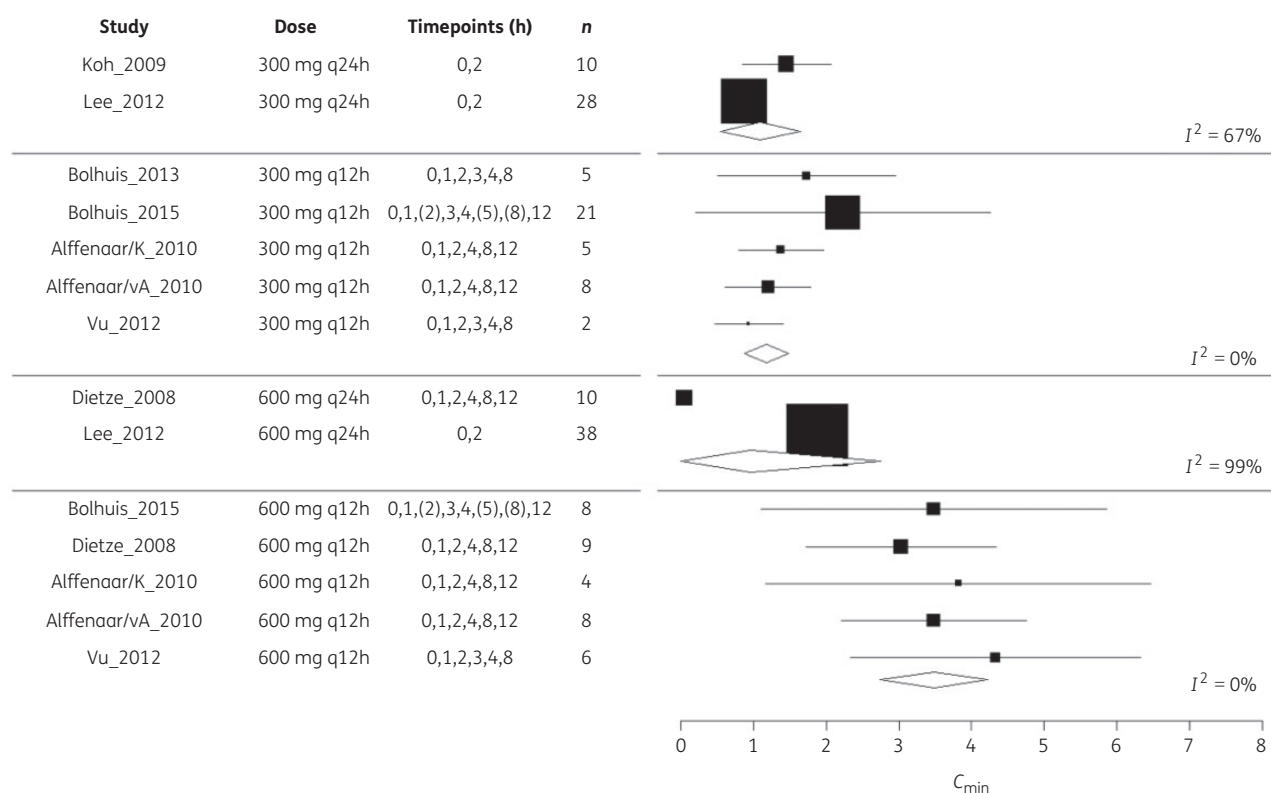 Study Dose Timepoints (h) n
Koh_2009 300 mg q24h 0,2 10
Lee_2012 300 mg q24h 0,2 28
I² = 67%
Bolhuis_2013 300 mg q12h 0,1,2,3,4,8 5
Bolhuis_2015 300 mg q12h 0,1,(2),3,4,(5),(8),12 21
Alffenaar/K_2010 300 mg q12h 0,1,2,4,8,12 5
Alffenaar/vA_2010 300 mg q12h 0,1,2,4,8,12 8
Vu_2012 300 mg q12h 0,1,2,3,4,8 2
I² = 0%
Dietze_2008 600 mg q24h 0,1,2,4,8,12 10
Lee_2012 600 mg q24h 0,2 38
I² = 99%
Bolhuis_2015 600 mg q12h 0,1,(2),3,4,(5),(8),12 8
Dietze_2008 600 mg q12h 0,1,2,4,8,12 9
Alffenaar/K_2010 600 mg q12h 0,1,2,4,8,12 4
Alffenaar/vA_2010 600 mg q12h 0,1,2,4,8,12 8
Vu_2012 600 mg q12h 0,1,2,3,4,8 6
I² = 0%
0 1 2 3 4 5 6 7 8
Cmin